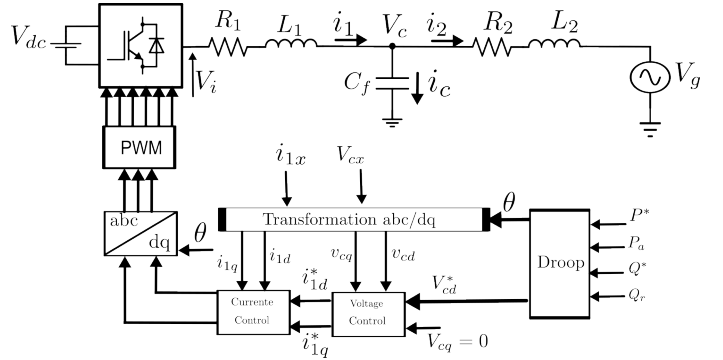 V_dc
V_i
R_1
L_1
i_1
V_c
i_2
R_2
L_2
C_f
i_c
V_g
PWM
i_1x
V_cx
abc
dq
θ
Transformation abc/dq
θ
Droop
P*
P_a
Q*
Q_r
i_1q
i_1d
v_cq
v_cd
i*_1d
V*_cd
Currente
Control
Voltage
Control
i*_1q
V_cq = 0